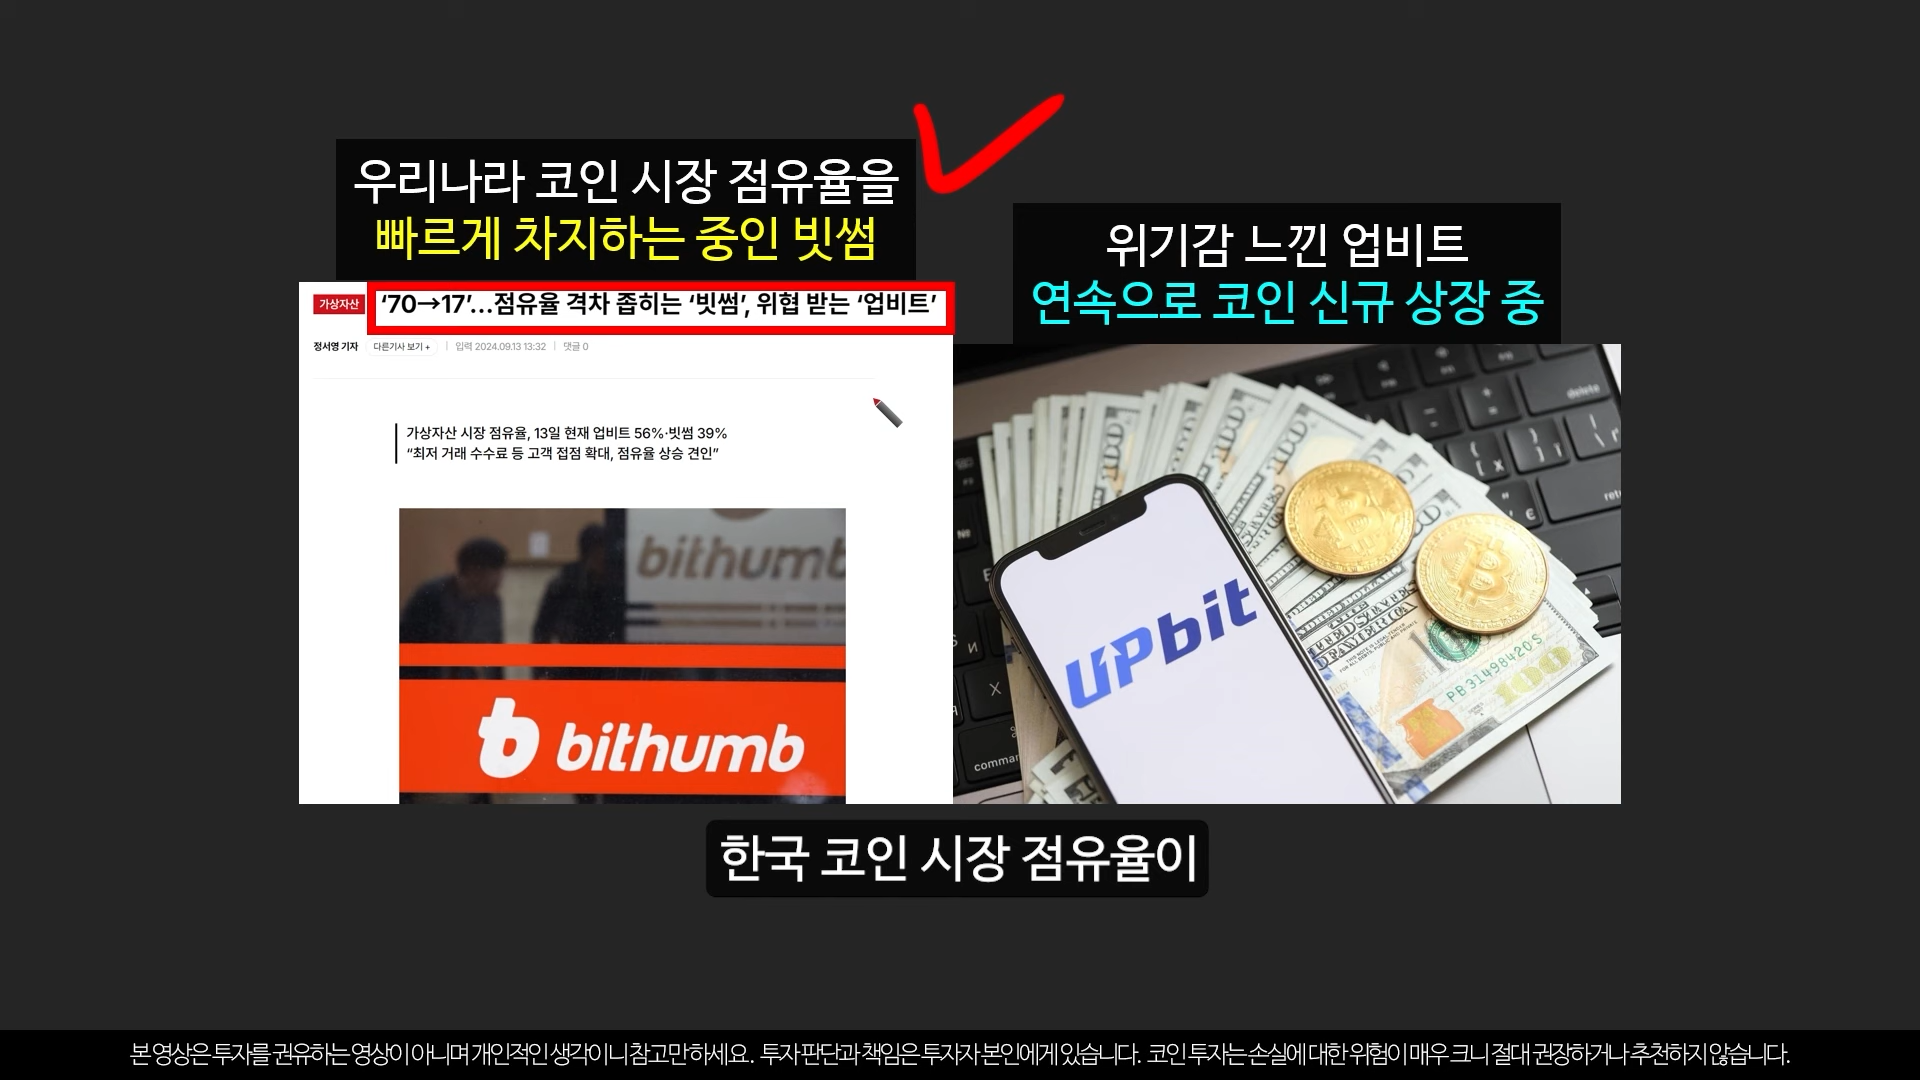 우리나라 코인 시장 점유율을
빠르게 차지하는 중인 빗썸
가상자산
‘70→17’…점유율 격차 좁히는 ‘빗썸’, 위협 받는 ‘업비트’
정서영 기자 다른기사 보기 + | 입력 2024.09.13 13:32 | 댓글 0
가상자산 시장 점유율, 13일 현재 업비트 56%·빗썸 39%
“최저 거래 수수료 등 고객 접점 확대, 점유율 상승 견인”
bithumb
bithumb
위기감 느낀 업비트
연속으로 코인 신규 상장 중
delete
command
UPbit
PB31498420S
100
한국 코인 시장 점유율이
본 영상은 투자를 권유하는 영상이 아니며 개인적인 생각이니 참고만 하세요. 투자 판단과 책임은 투자자 본인에게 있습니다. 코인 투자는 손실에 대한 위험이 매우 크니 절대 권장하거나 추천하지 않습니다.